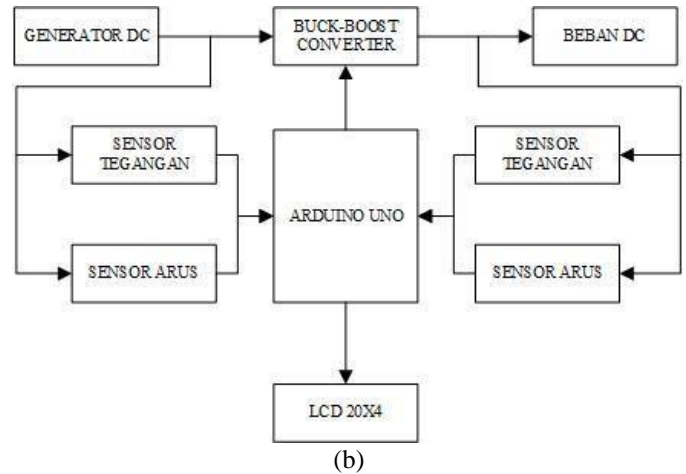 GENERATOR DC
BUCK-BOOST
CONVERTER
BEBAN DC
SENSOR
TEGANGAN
SENSOR
TEGANGAN
ARDUINO UNO
SENSOR ARUS
SENSOR ARUS
LCD 20X4
(b)